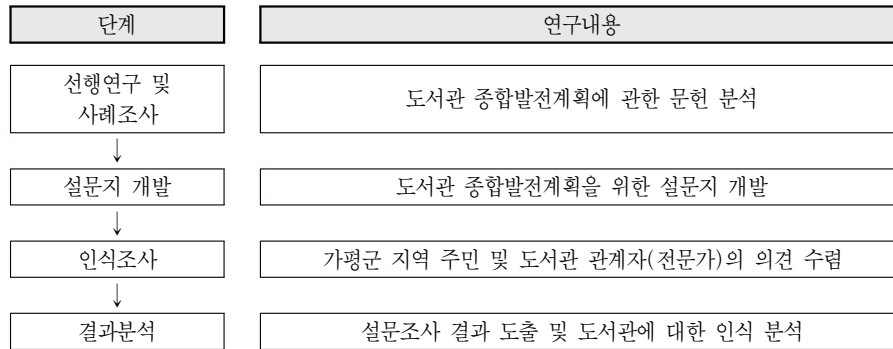 단계
연구내용
선행연구 및
사례조사
도서관 종합발전계획에 관한 문헌 분석
↓
설문지 개발
도서관 종합발전계획을 위한 설문지 개발
↓
인식조사
가평군 지역 주민 및 도서관 관계자(전문가)의 의견 수렴
↓
결과분석
설문조사 결과 도출 및 도서관에 대한 인식 분석